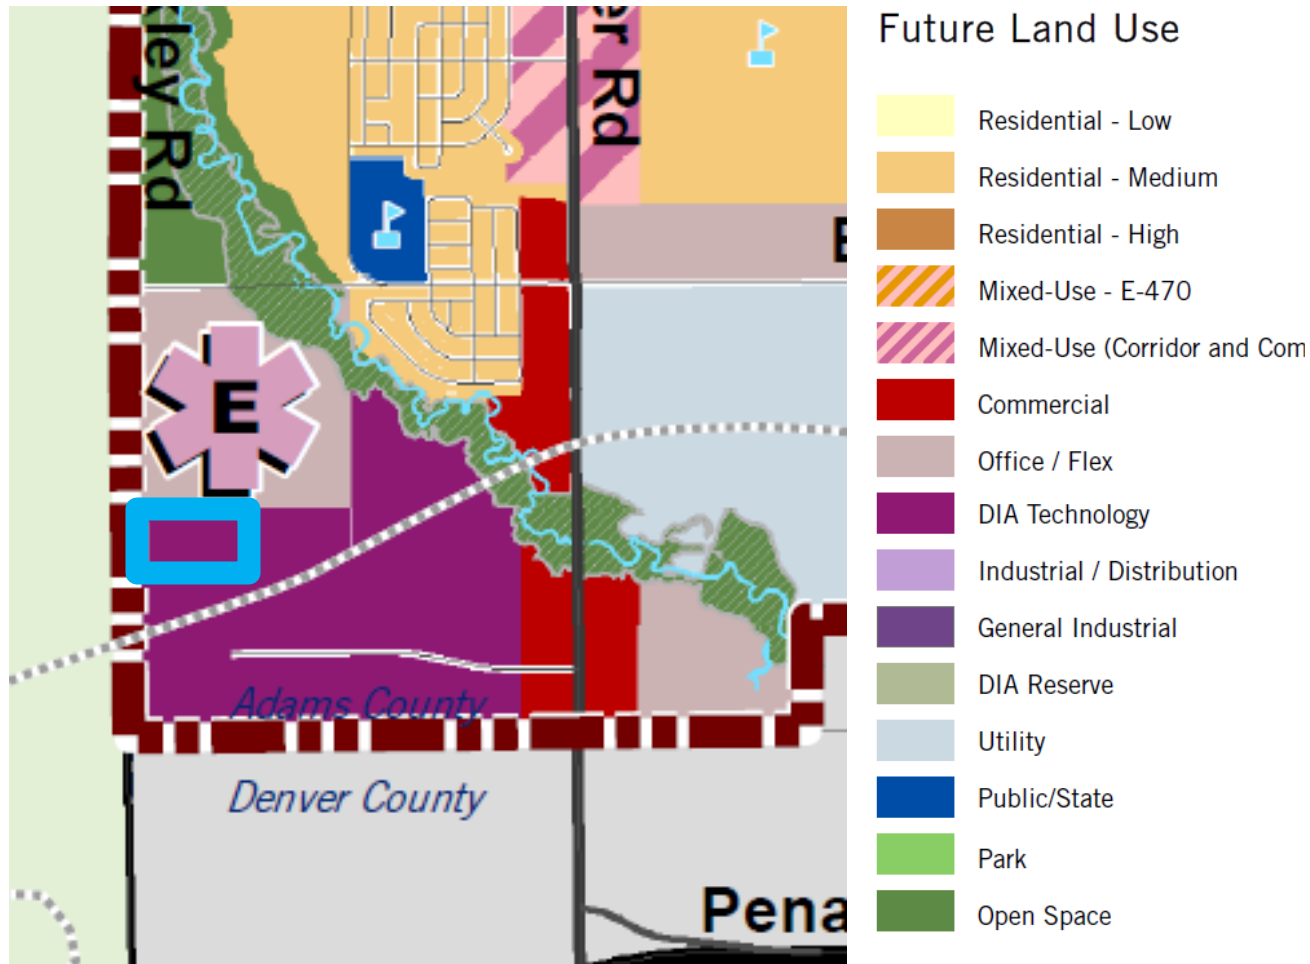 kley Rd
er Rd
E
E
Adams County
Denver County
Pena
Future Land Use
Residential - Low
Residential - Medium
Residential - High
Mixed-Use - E-470
Mixed-Use (Corridor and Com
Commercial
Office / Flex
DIA Technology
Industrial / Distribution
General Industrial
DIA Reserve
Utility
Public/State
Park
Open Space